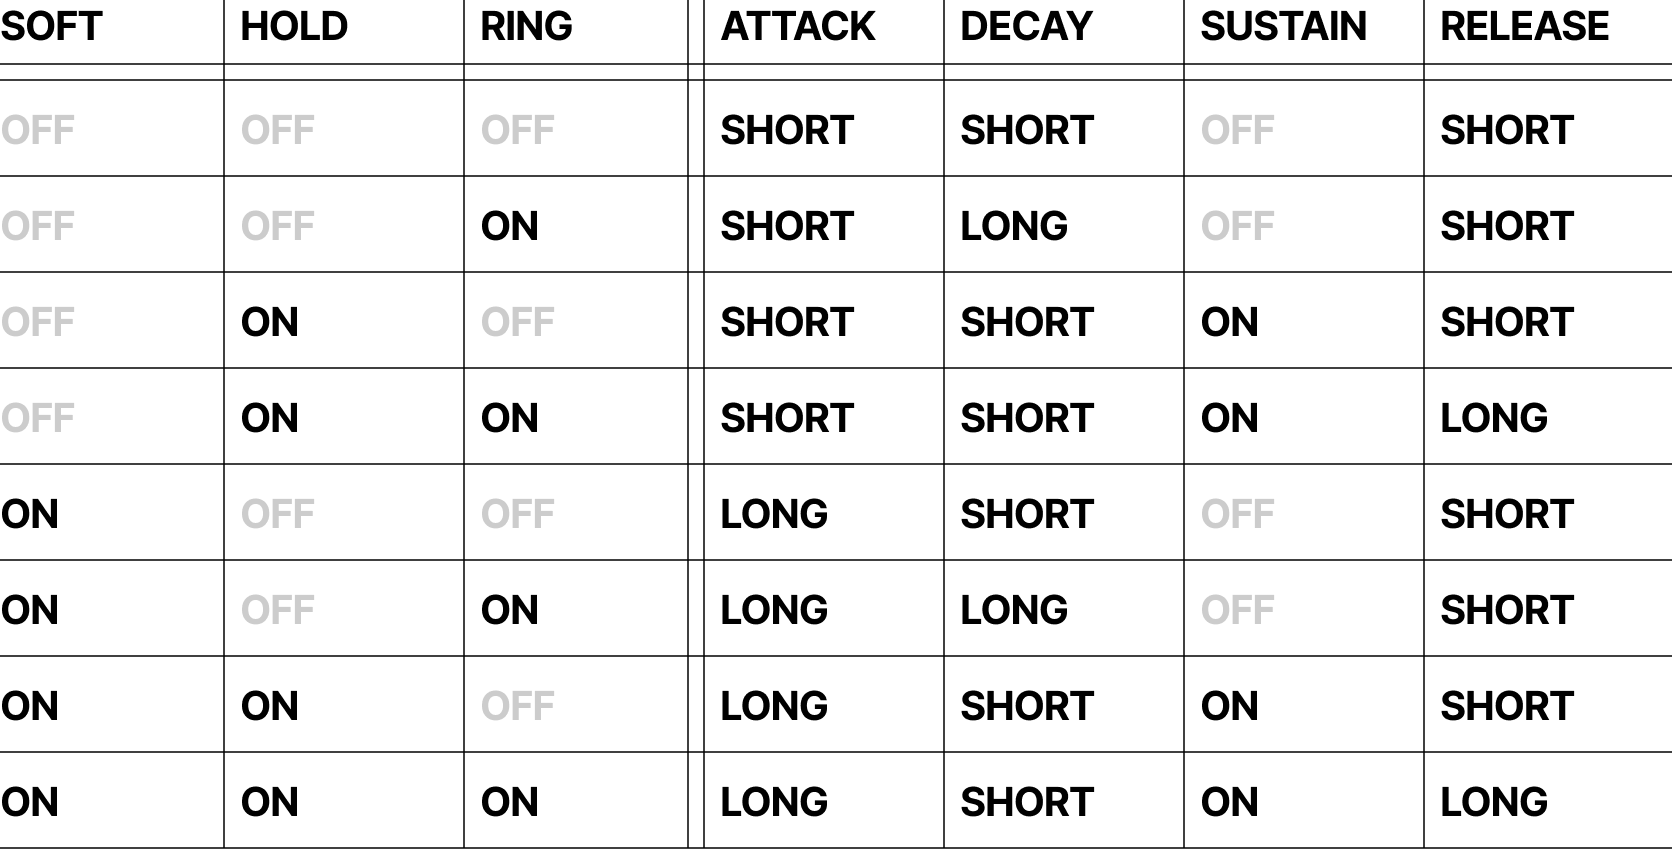 SOFT HOLD RING ATTACK DECAY SUSTAIN RELEASE
OFF OFF OFF SHORT SHORT OFF SHORT
OFF OFF ON SHORT LONG OFF SHORT
OFF ON OFF SHORT SHORT ON SHORT
OFF ON ON SHORT SHORT ON LONG
ON OFF OFF LONG SHORT OFF SHORT
ON OFF ON LONG LONG OFF SHORT
ON ON OFF LONG SHORT ON SHORT
ON ON ON LONG SHORT ON LONG